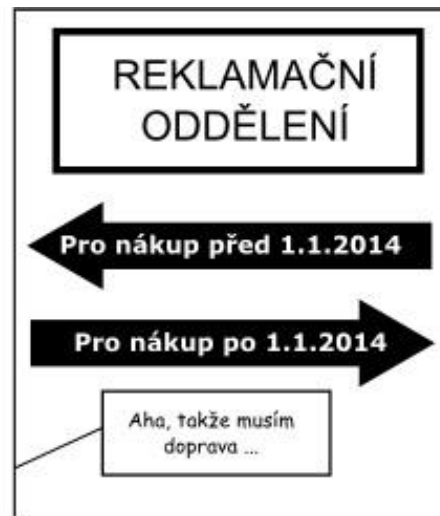 REKLAMAČNÍ
ODDĚLENÍ
Pro nákup před 1.1.2014
Pro nákup po 1.1.2014
Aha, takže musím
doprava ...